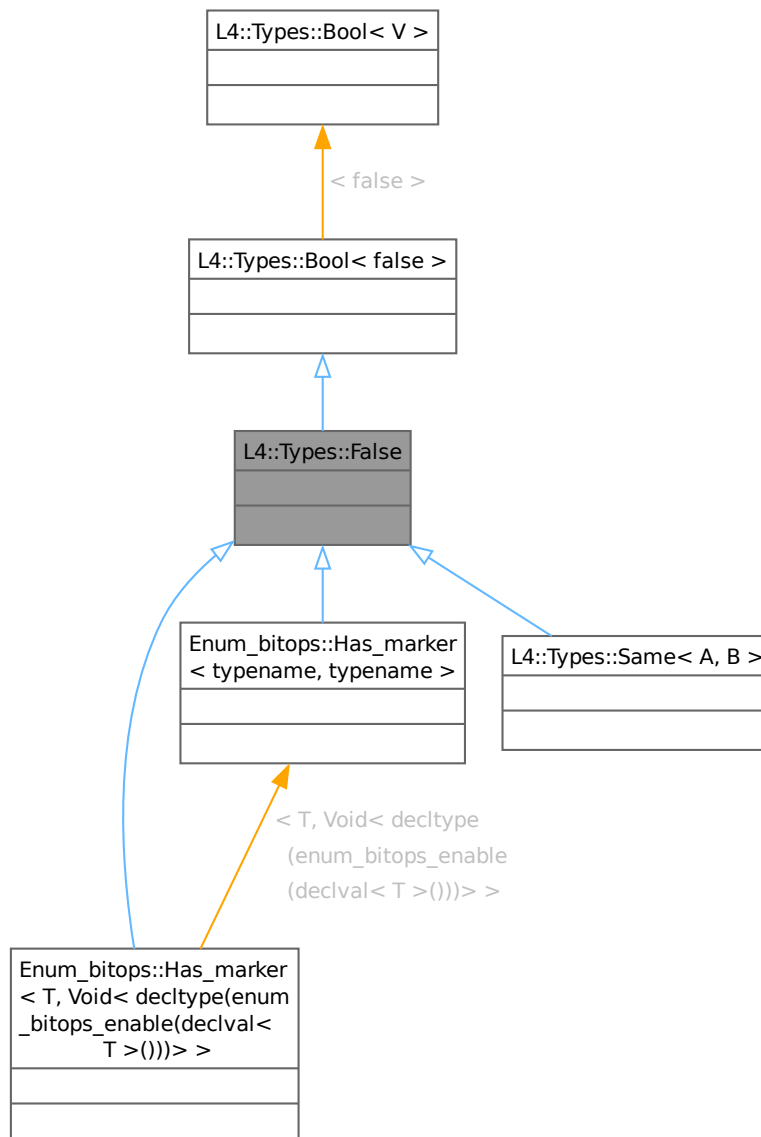 L4::Types::Bool< V >
< false >
L4::Types::Bool< false >
L4::Types::False
Enum_bitops::Has_marker
< typename, typename >
L4::Types::Same< A, B >
< T, Void< decltype
(enum_bitops_enable
(declval< T >()))> >
Enum_bitops::Has_marker
< T, Void< decltype(enum
_bitops_enable(declval<
T >()))> >